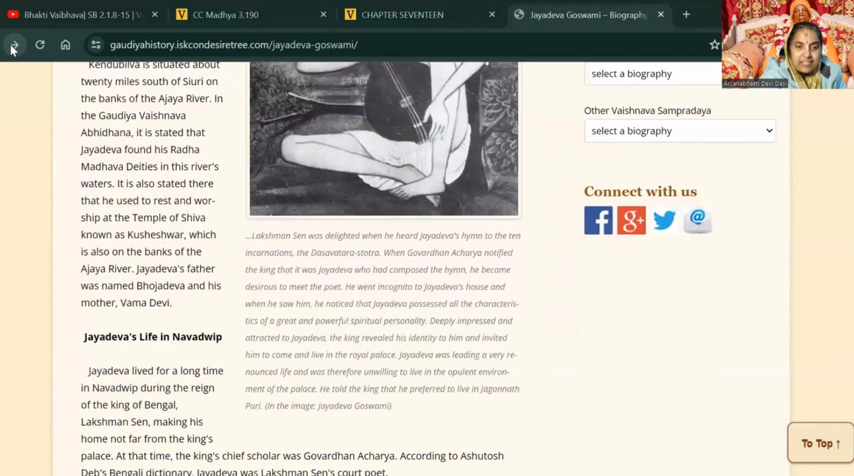 Bhakti Vaibhava| SB 2.1.8-15 | V
CC Madhya 3.190
CHAPTER SEVENTEEN
Jayadeva Goswami – Biography
gaudiyahistory.iskcondesiretree.com/jayadeva-goswami/
Arcanabhakti Devi Dasi
Kendubilva is situated about
twenty miles south of Siuri on
the banks of the Ajaya River. In
the Gaudiya Vaishnava
Abhidhana, it is stated that
Jayadeva found his Radha
Madhava Deities in this river's
waters. It is also stated there
that he used to rest and wor-
ship at the Temple of Shiva
known as Kusheshwar, which
is also on the banks of the
Ajaya River. Jayadeva's father
was named Bhojadeva and his
mother, Vama Devi.
...Lakshman Sen was delighted when he heard Jayadeva's hymn to the ten
incarnations, the Dasavatara-stotra. When Govardhan Acharya notified
the king that it was Jayadeva who had composed the hymn, he became
desirous to meet the poet. He went incognito to Jayadeva's house and
when he saw him, he noticed that Jayadeva possessed all the characteris-
tics of a great and powerful spiritual personality. Deeply impressed and
attracted to Jayadeva, the king revealed his identity to him and invited
him to come and live in the royal palace. Jayadeva was leading a very re-
nounced life and was therefore unwilling to live in the opulent environ-
ment of the palace. He told the king that he preferred to live in Jagannath
Puri. (In the image: Jayadeva Goswami).
Jayadeva's Life in Navadwip
Jayadeva lived for a long time
in Navadwip during the reign
of the king of Bengal,
Lakshman Sen, making his
home not far from the king's
palace. At that time, the king's chief scholar was Govardhan Acharya. According to Ashutosh
Deb's Bengali dictionary, Jayadeva was Lakshman Sen's court poet.
select a biography
Other Vaishnava Sampradaya
select a biography
Connect with us
To Top ↑